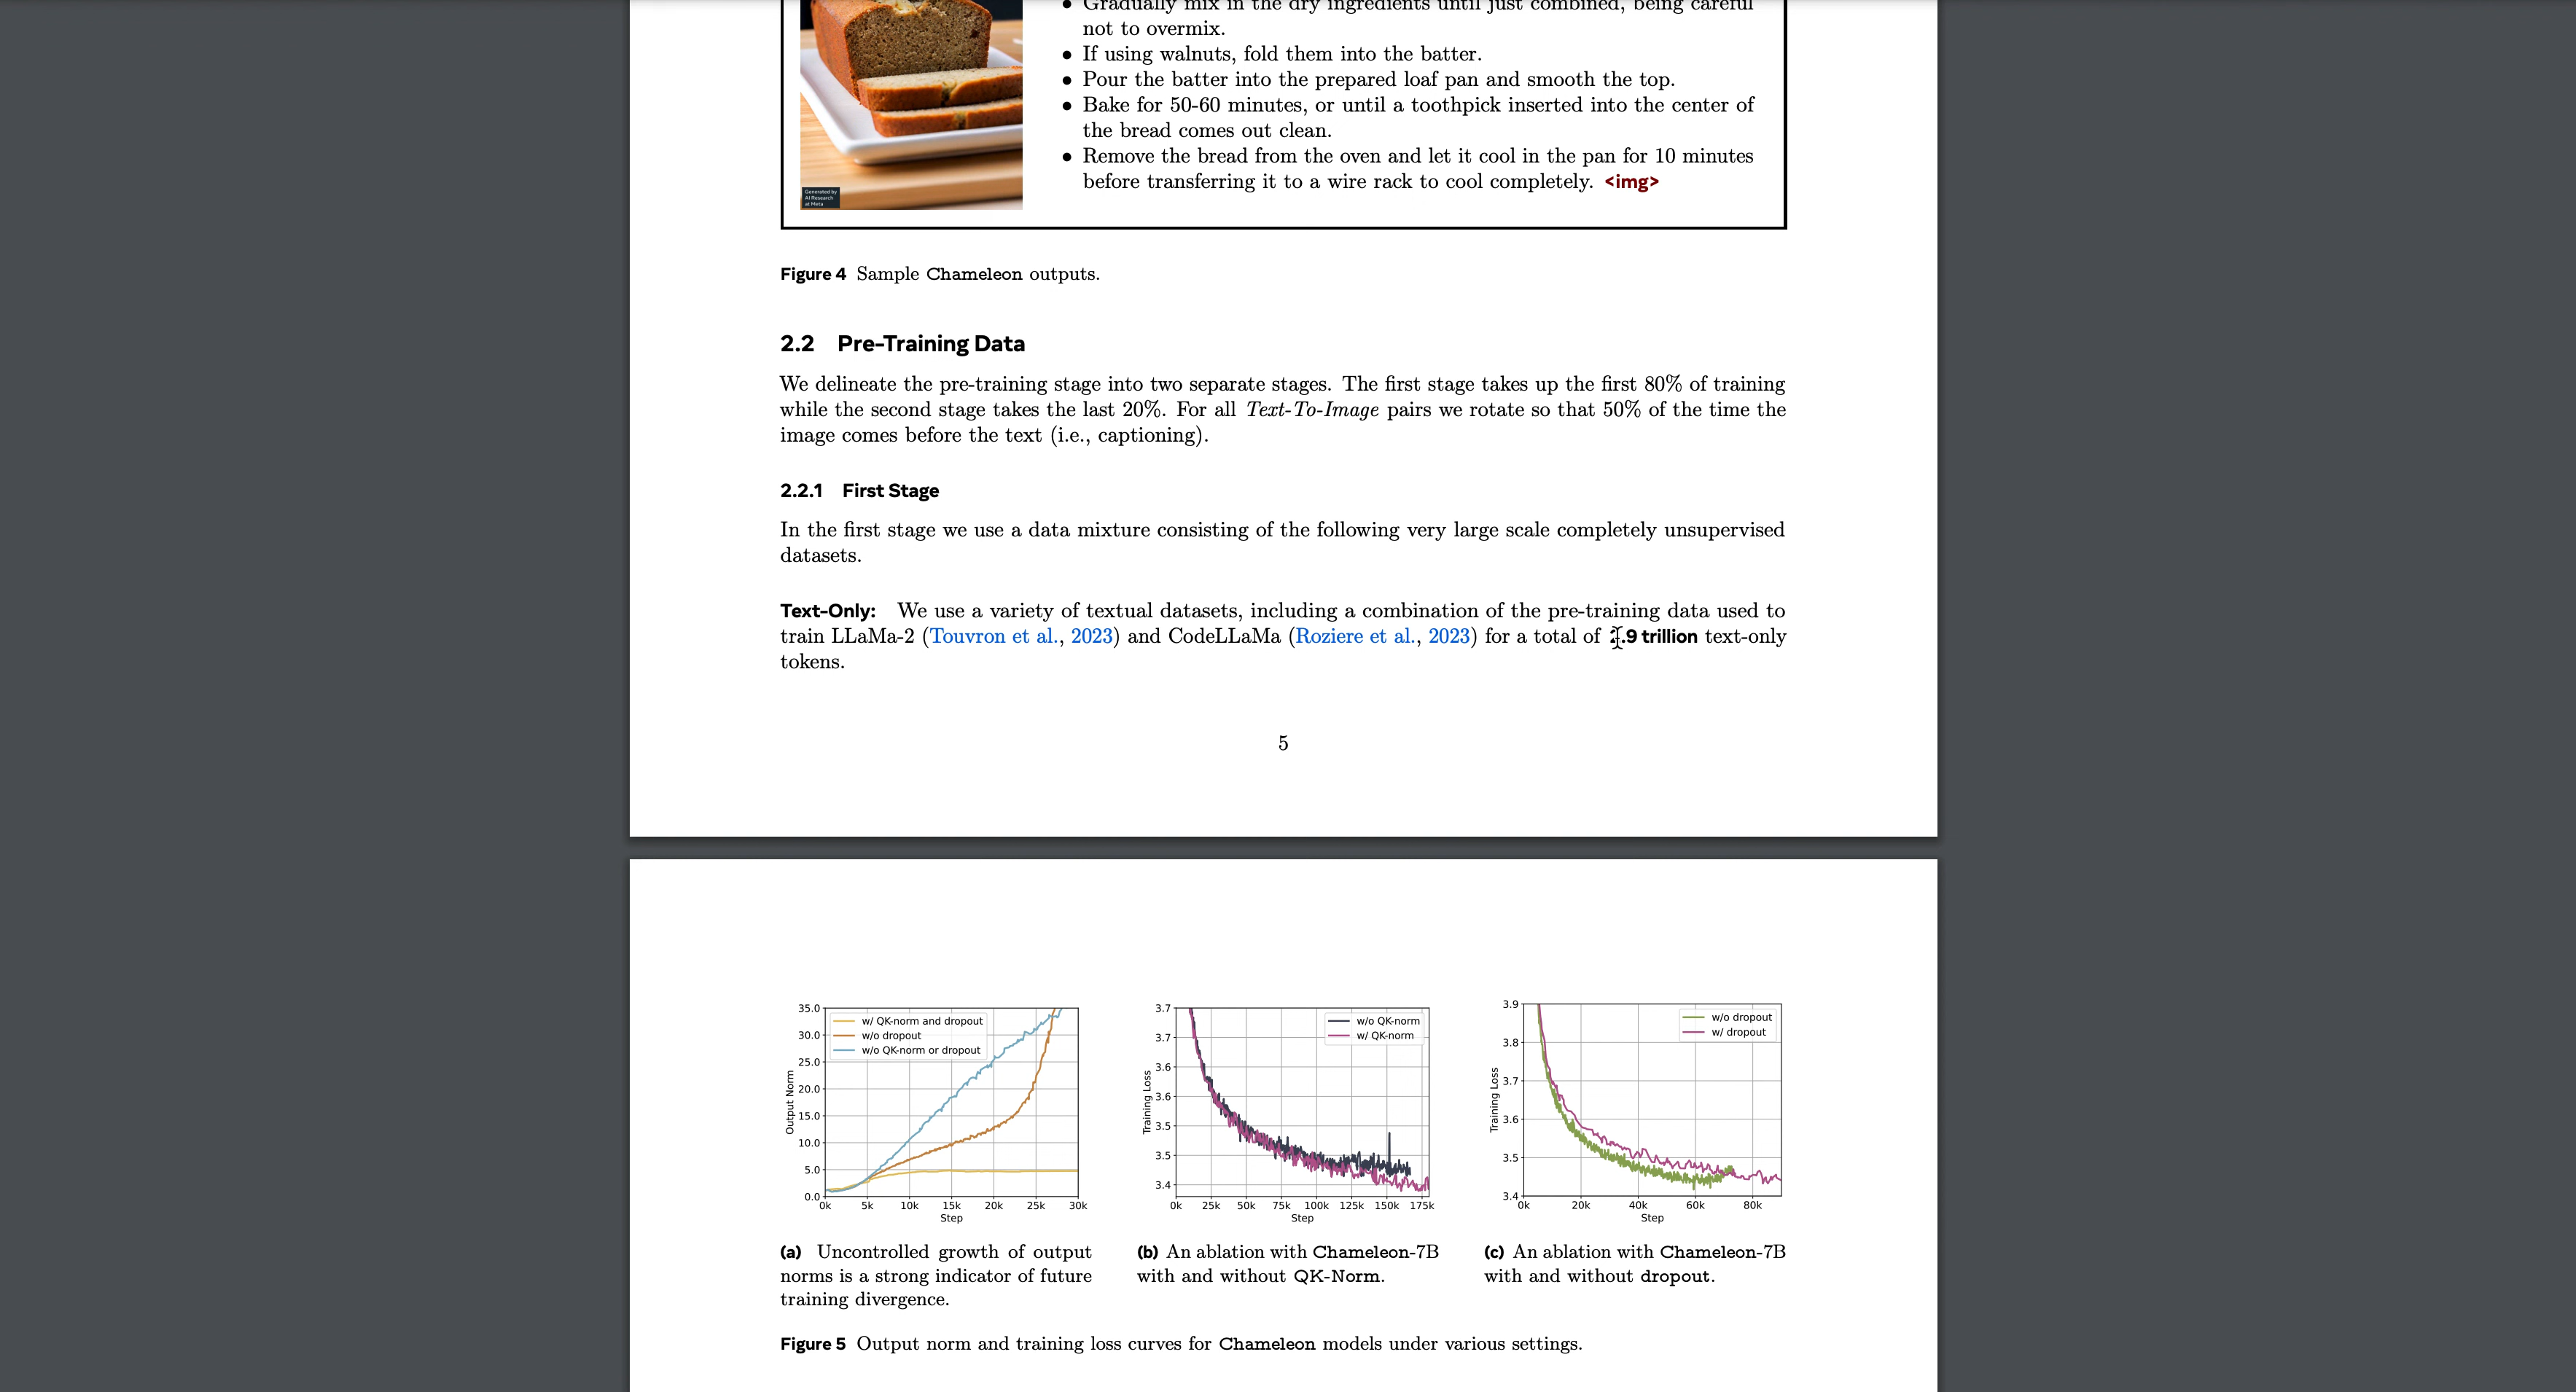 Gradually mix in the dry ingredients until just combined, being careful
not to overmix.
• If using walnuts, fold them into the batter.
• Pour the batter into the prepared loaf pan and smooth the top.
• Bake for 50-60 minutes, or until a toothpick inserted into the center of
the bread comes out clean.
• Remove the bread from the oven and let it cool in the pan for 10 minutes
before transferring it to a wire rack to cool completely. <img>
Generated by
AI Research
at Meta
Figure 4 Sample Chameleon outputs.
2.2 Pre-Training Data
We delineate the pre-training stage into two separate stages. The first stage takes up the first 80% of training
while the second stage takes the last 20%. For all Text-To-Image pairs we rotate so that 50% of the time the
image comes before the text (i.e., captioning).
2.2.1 First Stage
In the first stage we use a data mixture consisting of the following very large scale completely unsupervised
datasets.
Text-Only: We use a variety of textual datasets, including a combination of the pre-training data used to
train LLaMa-2 (Touvron et al., 2023) and CodeLLaMa (Roziere et al., 2023) for a total of .9 trillion text-only
tokens.
5
35.0
30.0
25.0
20.0
15.0
10.0
5.0
0.0
Output Norm
w/ QK-norm and dropout
w/o dropout
w/o QK-norm or dropout
0k 5k 10k 15k 20k 25k 30k
Step
3.7
3.7
3.6
3.6
3.5
3.5
3.4
Training Loss
w/o QK-norm
w/ QK-norm
0k 25k 50k 75k 100k 125k 150k 175k
Step
3.9
3.8
3.7
3.6
3.5
3.4
Training Loss
w/o dropout
w/ dropout
0k 20k 40k 60k 80k
Step
(a) Uncontrolled growth of output
norms is a strong indicator of future
training divergence.
(b) An ablation with Chameleon-7B
with and without QK-Norm.
(c) An ablation with Chameleon-7B
with and without dropout.
Figure 5 Output norm and training loss curves for Chameleon models under various settings.